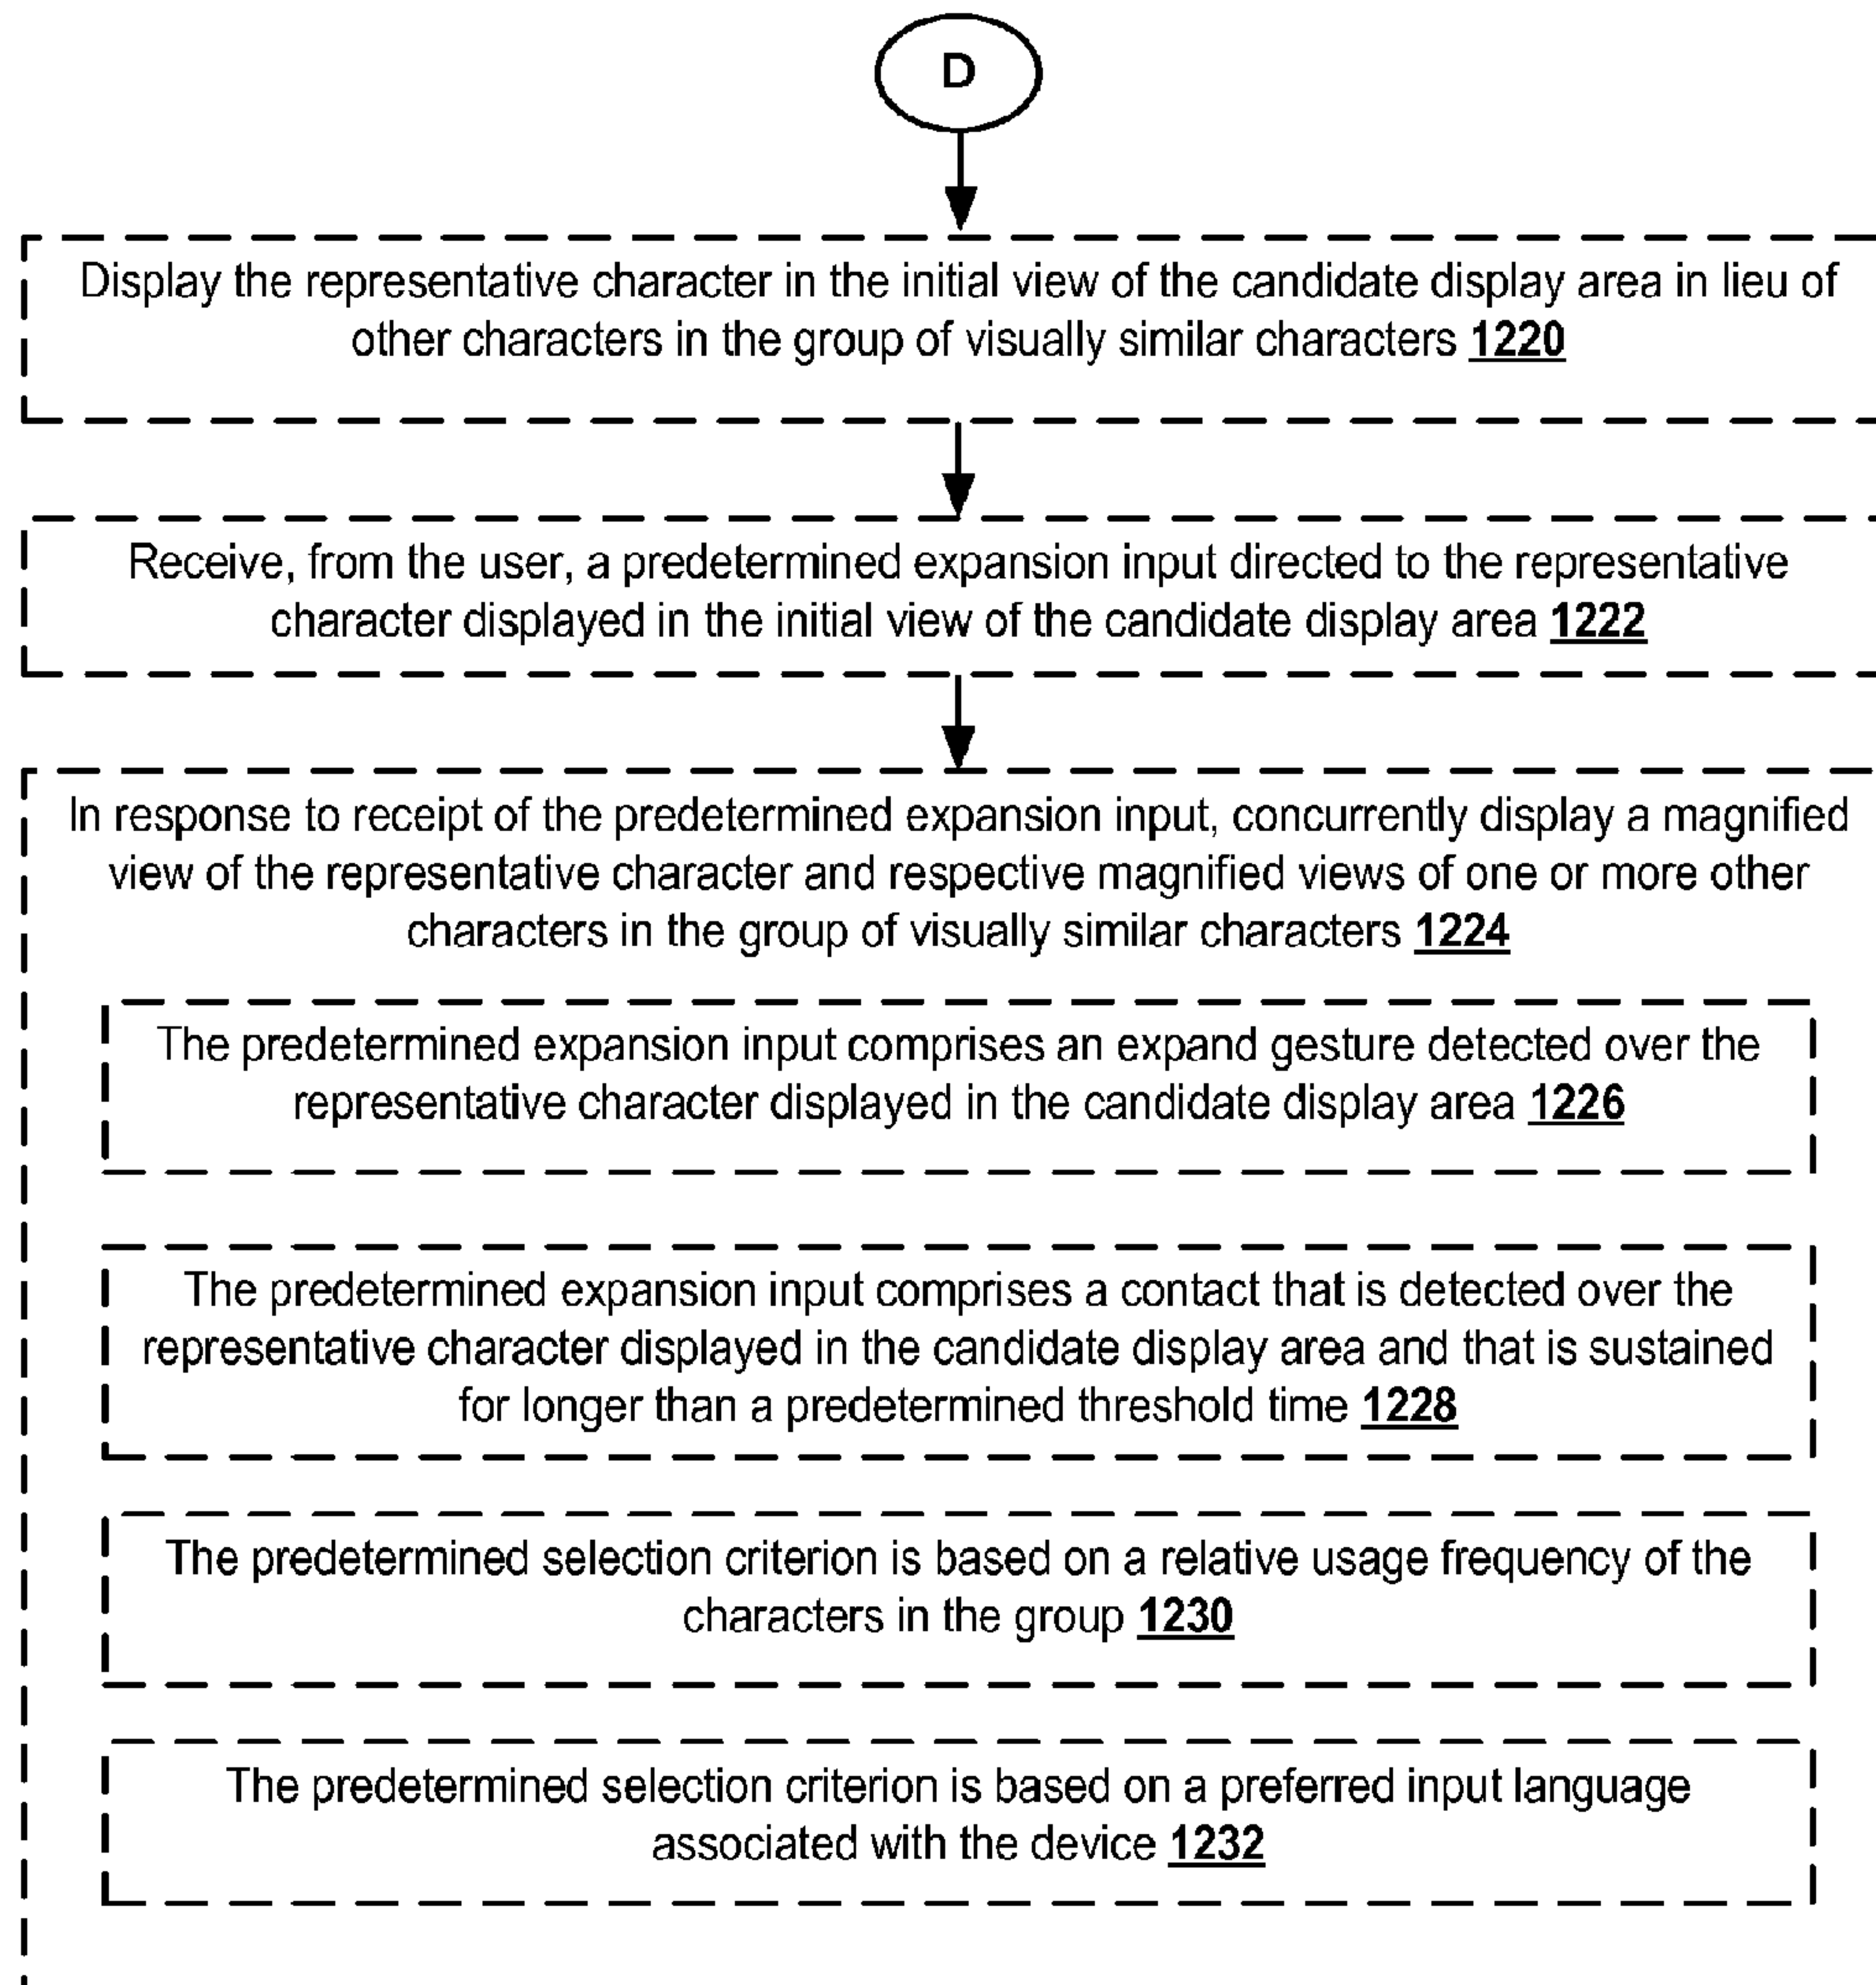 D
Display the representative character in the initial view of the candidate display area in lieu of
other characters in the group of visually similar characters 1220
Receive, from the user, a predetermined expansion input directed to the representative
character displayed in the initial view of the candidate display area 1222
In response to receipt of the predetermined expansion input, concurrently display a magnified
view of the representative character and respective magnified views of one or more other
characters in the group of visually similar characters 1224
The predetermined expansion input comprises an expand gesture detected over the
representative character displayed in the candidate display area 1226
The predetermined expansion input comprises a contact that is detected over the
representative character displayed in the candidate display area and that is sustained
for longer than a predetermined threshold time 1228
The predetermined selection criterion is based on a relative usage frequency of the
characters in the group 1230
The predetermined selection criterion is based on a preferred input language
associated with the device 1232